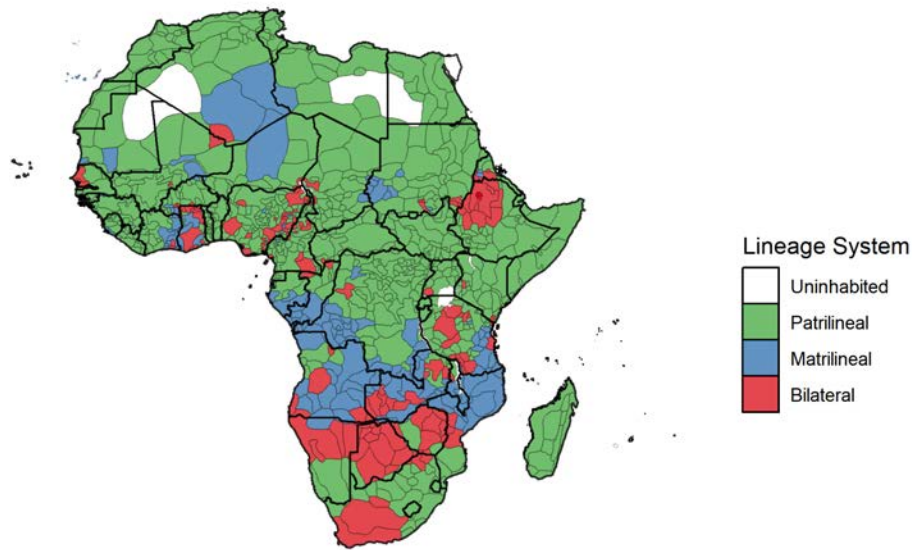 Lineage System
Uninhabited
Patrilineal
Matrilineal
Bilateral